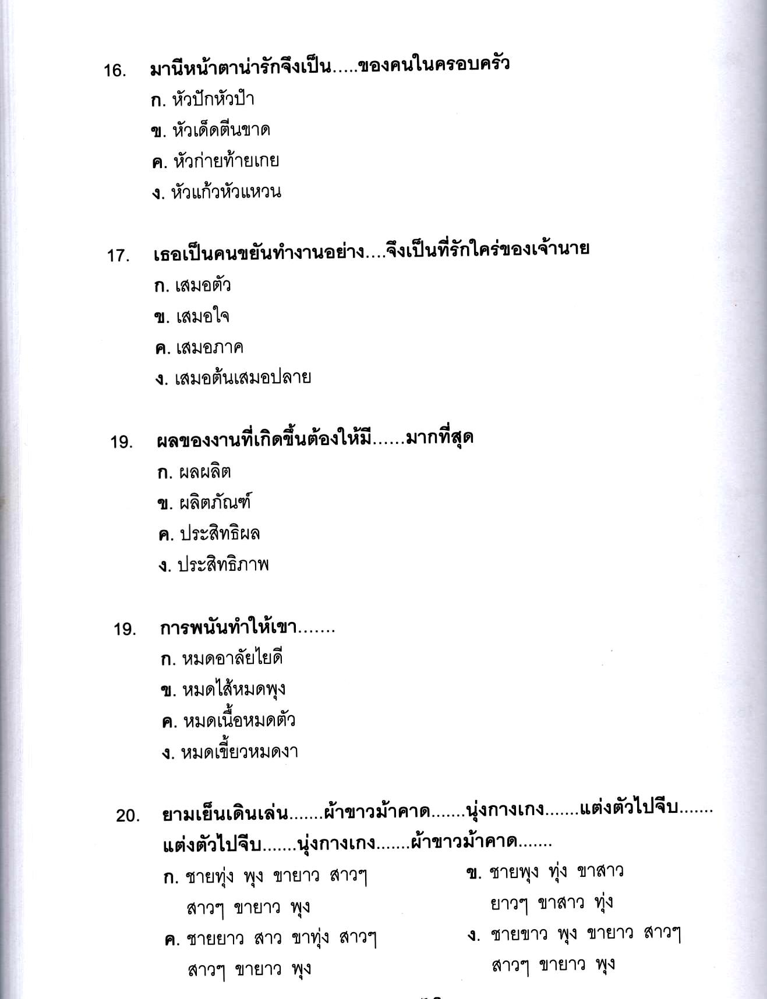 16. มานีหน้าตาน่ารักจึงเป็น.....ของคนในครอบครัว
ก. หัวปักหัวปำ
ข. หัวเด็ดตีนขาด
ค. หัวก่ายท้ายเกย
ง. หัวแก้วหัวแหวน
17. เธอเป็นคนขยันทำงานอย่าง....จึงเป็นที่รักใคร่ของเจ้านาย
ก. เสมอตัว
ข. เสมอใจ
ค. เสมอภาค
ง. เสมอต้นเสมอปลาย
19. ผลของงานที่เกิดขึ้นต้องให้มี......มากที่สุด
ก. ผลผลิต
ข. ผลิตภัณฑ์
ค. ประสิทธิผล
ง. ประสิทธิภาพ
19. การพนันทำให้เขา.......
ก. หมดอาลัยไยดี
ข. หมดไส้หมดพุง
ค. หมดเนื้อหมดตัว
ง. หมดเขี้ยวหมดงา
20. ยามเย็นเดินเล่น.......ผ้าขาวม้าคาด.......นุ่งกางเกง.......แต่งตัวไปจีบ.......
แต่งตัวไปจีบ.......นุ่งกางเกง.......ผ้าขาวม้าคาด.......
ก. ชายทุ่ง พุง ขายาว สาวๆ
สาวๆ ขายาว พุง
ข. ชายพุง ทุ่ง ขาสาว
ยาวๆ ขาสาว ทุ่ง
ค. ชายยาว สาว ขาทุ่ง สาวๆ
สาวๆ ขายาว พุง
ง. ชายขาว พุง ขายาว สาวๆ
สาวๆ ขายาว พุง